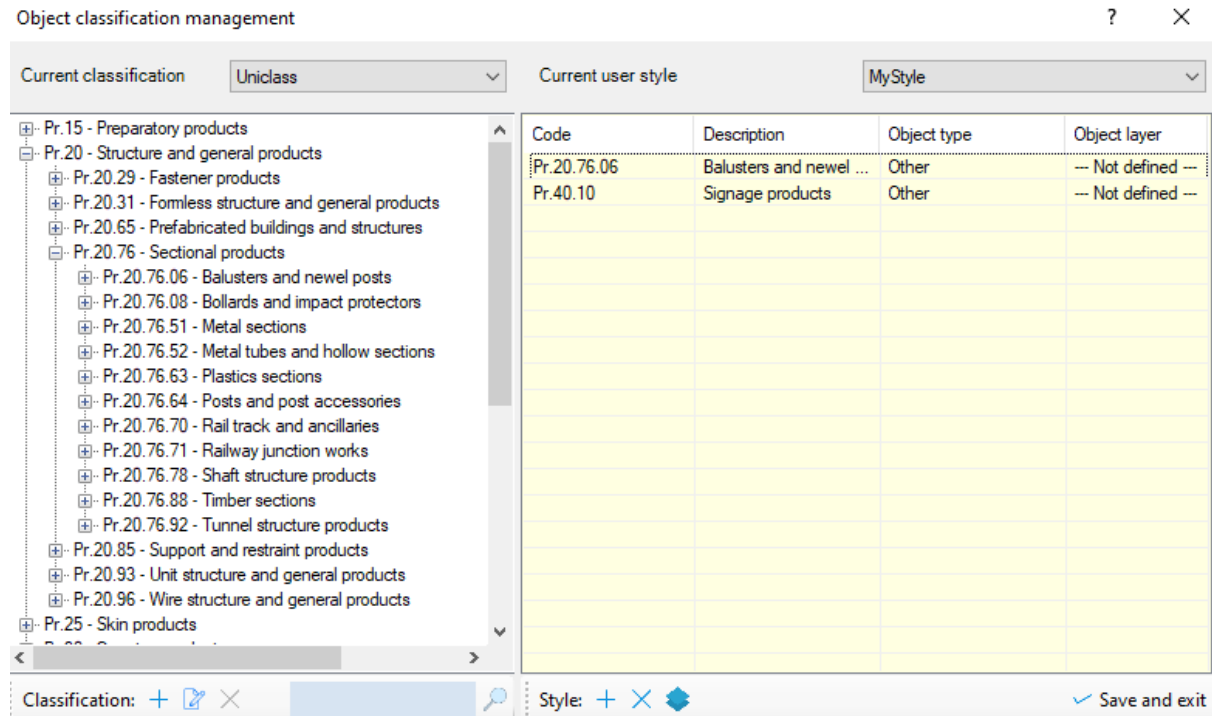 Object classification management
?
Current classification
Uniclass
Current user style
MyStyle
Pr.15 - Preparatory products
Pr.20 - Structure and general products
Pr.20.29 - Fastener products
Pr.20.31 - Formless structure and general products
Pr.20.65 - Prefabricated buildings and structures
Pr.20.76 - Sectional products
Pr.20.76.06 - Balusters and newel posts
Pr.20.76.08 - Bollards and impact protectors
Pr.20.76.51 - Metal sections
Pr.20.76.52 - Metal tubes and hollow sections
Pr.20.76.63 - Plastics sections
Pr.20.76.64 - Posts and post accessories
Pr.20.76.70 - Rail track and ancillaries
Pr.20.76.71 - Railway junction works
Pr.20.76.78 - Shaft structure products
Pr.20.76.88 - Timber sections
Pr.20.76.92 - Tunnel structure products
Pr.20.85 - Support and restraint products
Pr.20.93 - Unit structure and general products
Pr.20.96 - Wire structure and general products
Pr.25 - Skin products
Code Description Object type Object layer
Pr.20.76.06 Balusters and newel ... Other --- Not defined ---
Pr.40.10 Signage products Other --- Not defined ---
Classification:
Style:
Save and exit